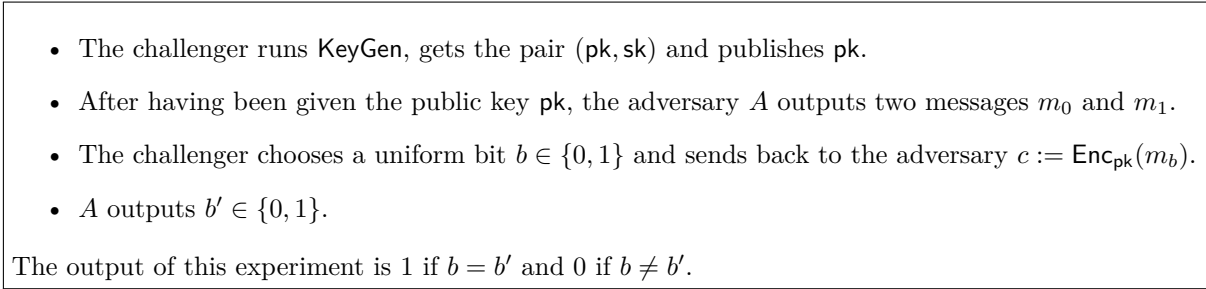 • The challenger runs KeyGen, gets the pair (pk, sk) and publishes pk.
• After having been given the public key pk, the adversary A outputs two messages m₀ and m₁.
• The challenger chooses a uniform bit b ∈ {0, 1} and sends back to the adversary c := Encₚₖ(m_b).
• A outputs b′ ∈ {0, 1}.
The output of this experiment is 1 if b = b′ and 0 if b ≠ b′.